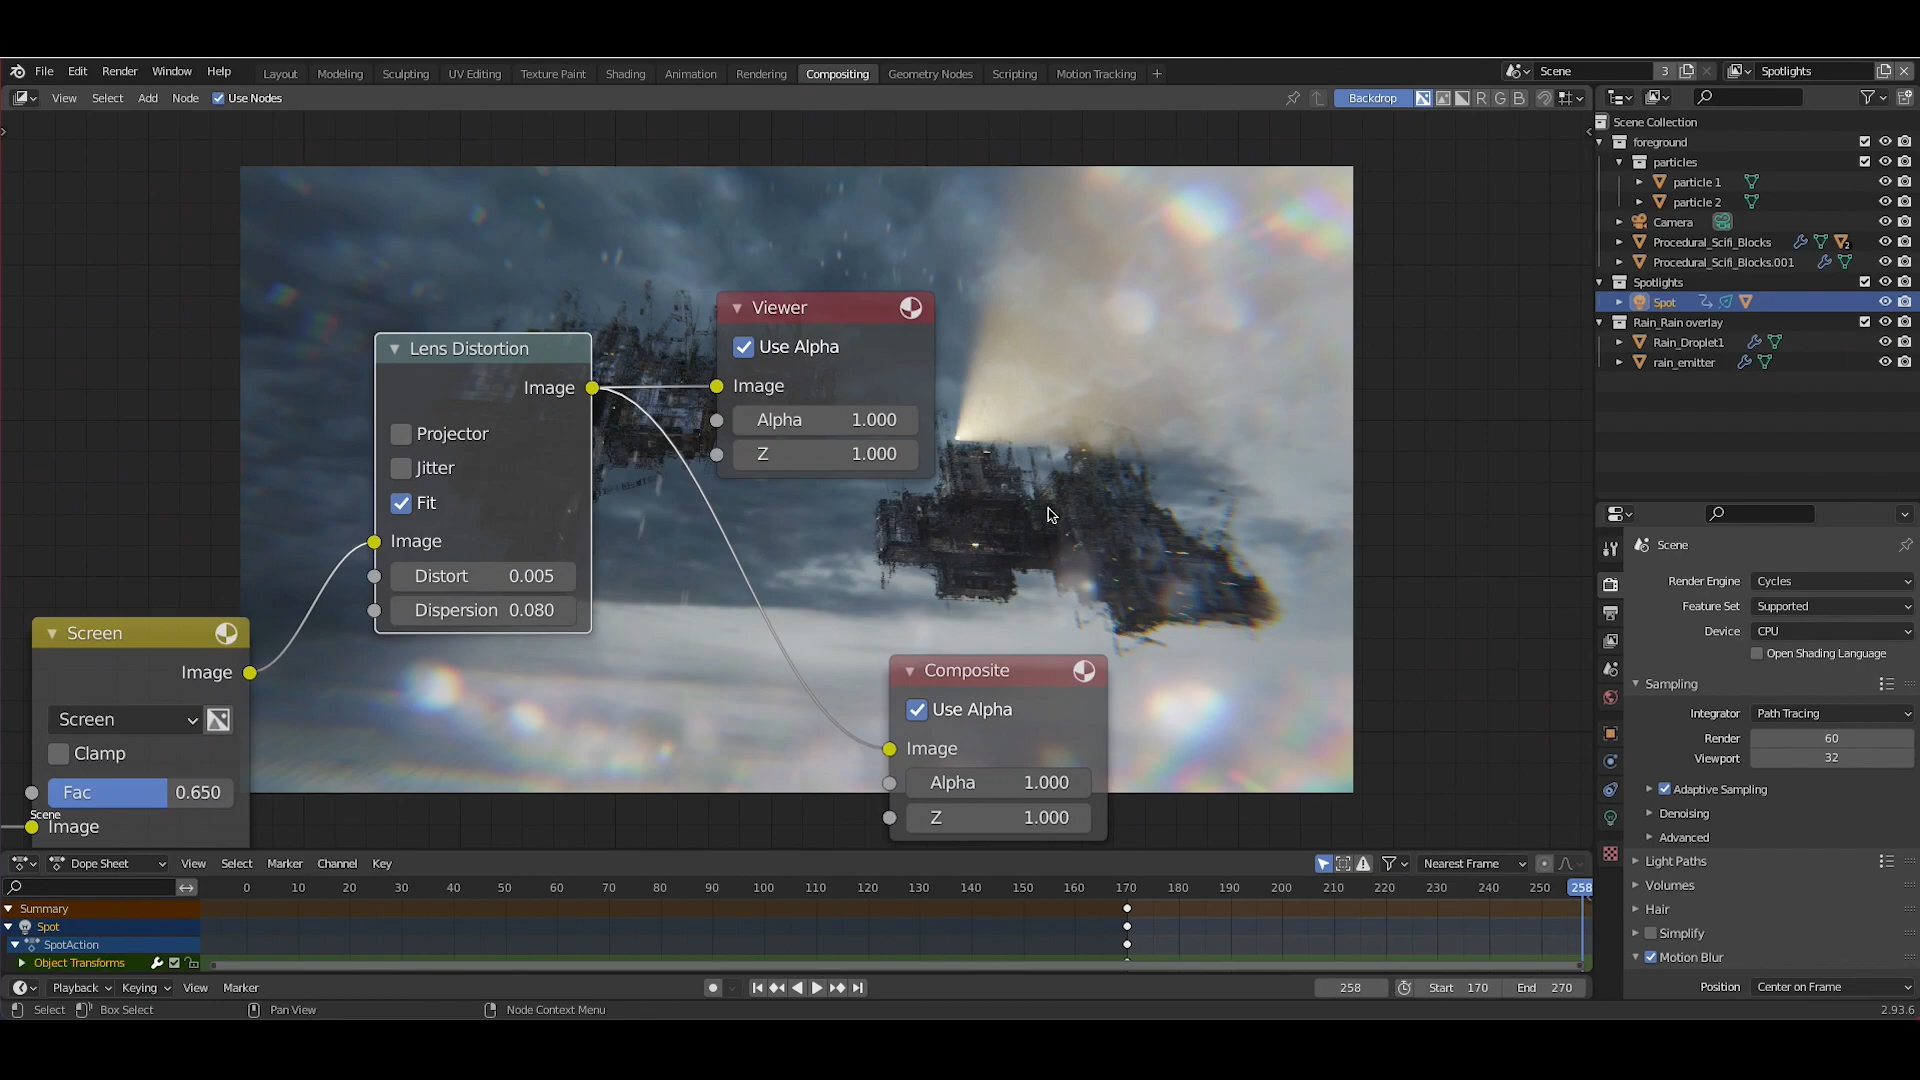 File Edit Render Window Help Layout Modeling Sculpting UV Editing Texture Paint Shading Animation Rendering Compositing Geometry Nodes Scripting Motion Tracking + Scene 3 Spotlights
View Select Add Node Use Nodes Backdrop R G B
Scene Collection
foreground
particles
particle 1
particle 2
Camera
Procedural_Scifi_Blocks 2
Procedural_Scifi_Blocks.001
Spotlights
Spot
Rain_Rain overlay
Rain_Droplet1
rain_emitter
Viewer
Use Alpha
Image
Alpha 1.000
Z 1.000
Lens Distortion
Image
Projector
Jitter
Fit
Image
Distort 0.005
Dispersion 0.080
Screen
Image
Screen
Clamp
Fac 0.650
Scene
Image
Composite
Use Alpha
Image
Alpha 1.000
Z 1.000
Scene
Render Engine Cycles
Feature Set Supported
Device CPU
Open Shading Language
Sampling
Integrator Path Tracing
Render 60
Viewport 32
Adaptive Sampling
Denoising
Advanced
Light Paths
Volumes
Hair
Simplify
Motion Blur
Position Center on Frame
Dope Sheet View Select Marker Channel Key Nearest Frame
0 10 20 30 40 50 60 70 80 90 100 110 120 130 140 150 160 170 180 190 200 210 220 230 240 250 258
Summary
Spot
SpotAction
Object Transforms
Playback Keying View Marker 258 Start 170 End 270
Select Box Select Pan View Node Context Menu 2.93.6